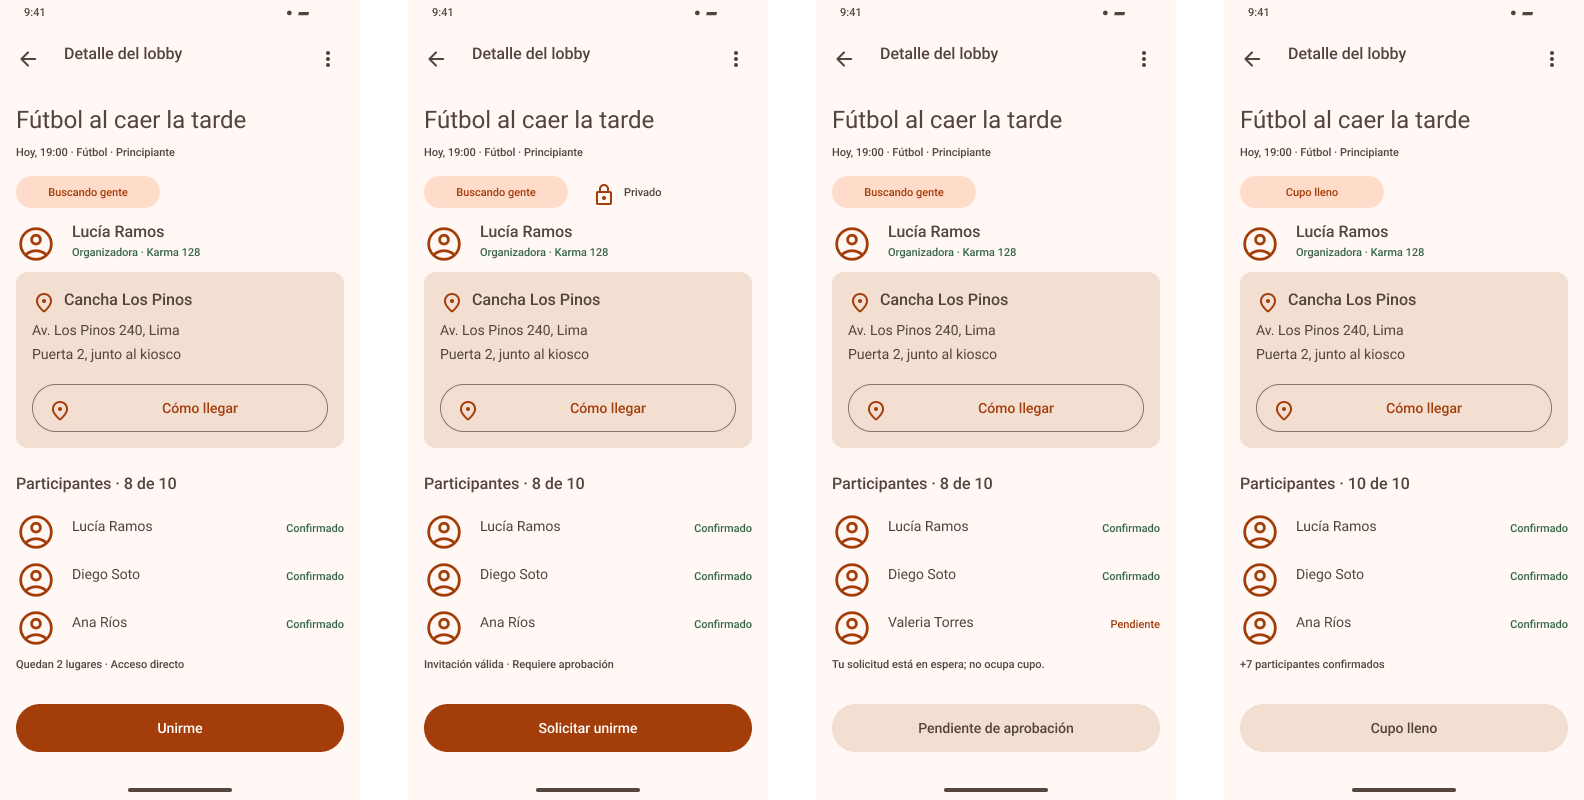 9:41
Detalle del lobby
Fútbol al caer la tarde
Hoy, 19:00 · Fútbol · Principiante
Buscando gente
Lucía Ramos
Organizadora · Karma 128
Cancha Los Pinos
Av. Los Pinos 240, Lima
Puerta 2, junto al kiosco
Cómo llegar
Participantes · 8 de 10
Lucía Ramos Confirmado
Diego Soto Confirmado
Ana Ríos Confirmado
Quedan 2 lugares · Acceso directo
Unirme
9:41
Detalle del lobby
Fútbol al caer la tarde
Hoy, 19:00 · Fútbol · Principiante
Buscando gente Privado
Lucía Ramos
Organizadora · Karma 128
Cancha Los Pinos
Av. Los Pinos 240, Lima
Puerta 2, junto al kiosco
Cómo llegar
Participantes · 8 de 10
Lucía Ramos Confirmado
Diego Soto Confirmado
Ana Ríos Confirmado
Invitación válida · Requiere aprobación
Solicitar unirme
9:41
Detalle del lobby
Fútbol al caer la tarde
Hoy, 19:00 · Fútbol · Principiante
Buscando gente
Lucía Ramos
Organizadora · Karma 128
Cancha Los Pinos
Av. Los Pinos 240, Lima
Puerta 2, junto al kiosco
Cómo llegar
Participantes · 8 de 10
Lucía Ramos Confirmado
Diego Soto Confirmado
Valeria Torres Pendiente
Tu solicitud está en espera; no ocupa cupo.
Pendiente de aprobación
9:41
Detalle del lobby
Fútbol al caer la tarde
Hoy, 19:00 · Fútbol · Principiante
Cupo lleno
Lucía Ramos
Organizadora · Karma 128
Cancha Los Pinos
Av. Los Pinos 240, Lima
Puerta 2, junto al kiosco
Cómo llegar
Participantes · 10 de 10
Lucía Ramos Confirmado
Diego Soto Confirmado
Ana Ríos Confirmado
+7 participantes confirmados
Cupo lleno